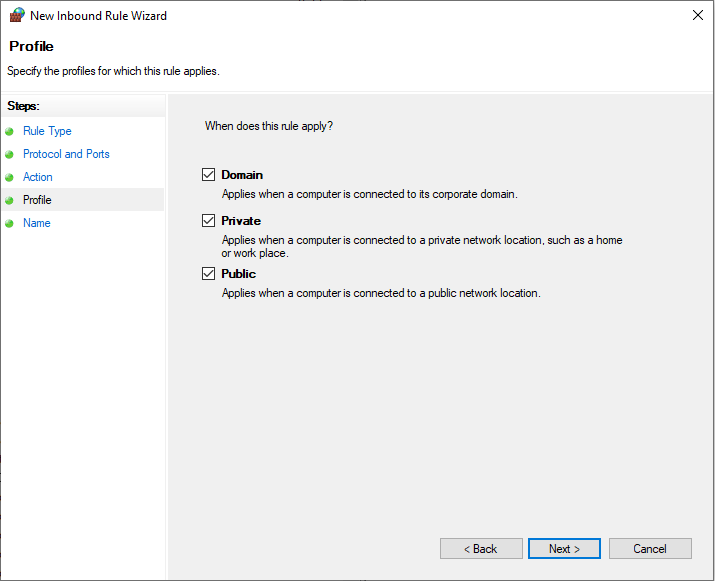 New Inbound Rule Wizard
Profile
Specify the profiles for which this rule applies.
Steps:
Rule Type
Protocol and Ports
Action
Profile
Name
When does this rule apply?
Domain
Applies when a computer is connected to its corporate domain.
Private
Applies when a computer is connected to a private network location, such as a home
or work place.
Public
Applies when a computer is connected to a public network location.
< Back
Next >
Cancel